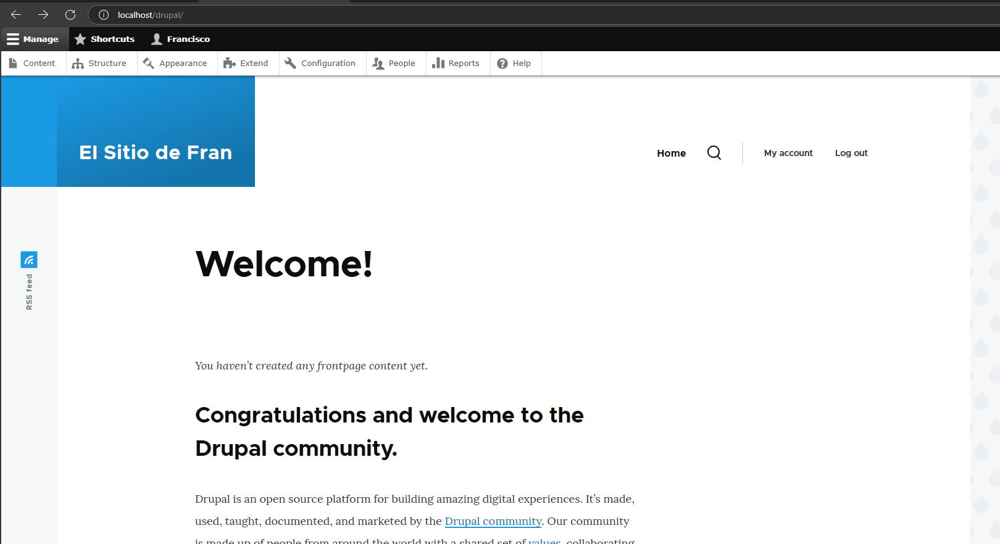 localhost/drupal/
Manage Shortcuts Francisco
Content Structure Appearance Extend Configuration People Reports Help
El Sitio de Fran
Home My account Log out
RSS feed
Welcome!
You haven’t created any frontpage content yet.
Congratulations and welcome to the
Drupal community.
Drupal is an open source platform for building amazing digital experiences. It’s made,
used, taught, documented, and marketed by the Drupal community. Our community
is made up of people from around the world with a shared set of values, collaborating